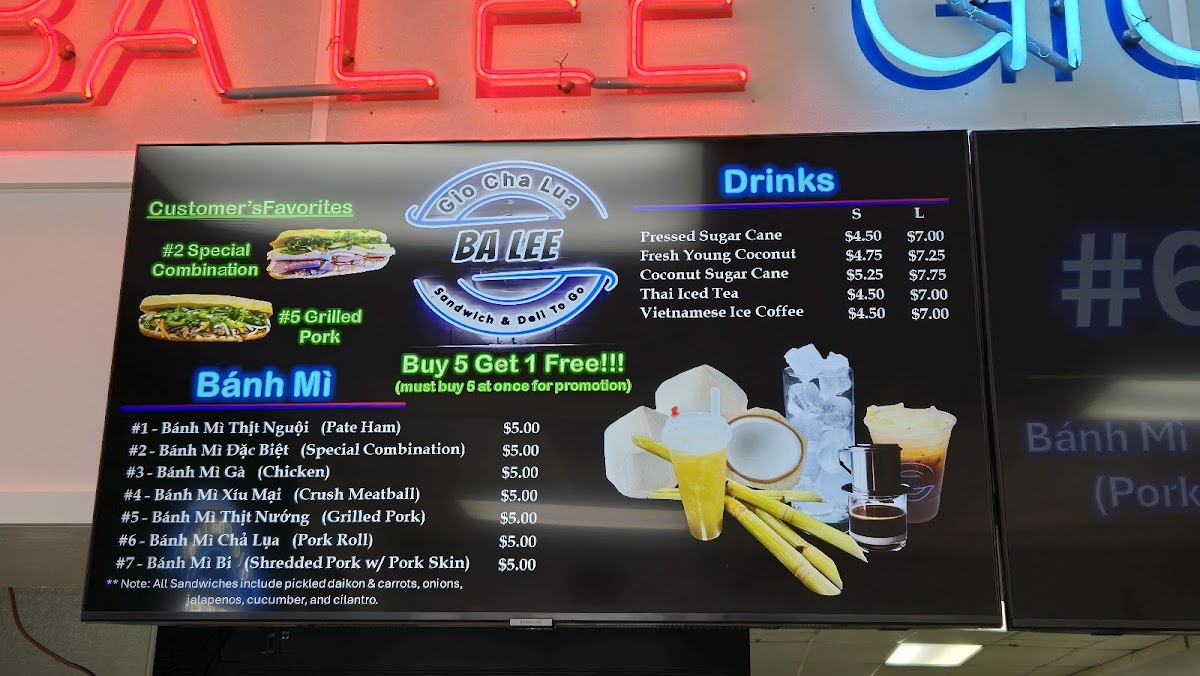 BA LEE GIO
Customer'sFavorites
#2 Special
Combination
#5 Grilled
Pork
Gio Cha Lua
BA LEE
Sandwich & Deli To Go
Buy 5 Get 1 Free!!!
(must buy 5 at once for promotion)
Bánh Mì
#1 - Bánh Mì Thịt Nguội (Pate Ham) $5.00
#2 - Bánh Mì Đặc Biệt (Special Combination) $5.00
#3 - Bánh Mì Gà (Chicken) $5.00
#4 - Bánh Mì Xíu Mại (Crush Meatball) $5.00
#5 - Bánh Mì Thịt Nướng (Grilled Pork) $5.00
#6 - Bánh Mì Chả Lụa (Pork Roll) $5.00
#7 - Bánh Mì Bì (Shredded Pork w/ Pork Skin) $5.00
** Note: All Sandwiches include pickled daikon & carrots, onions,
jalapenos, cucumber, and cilantro.
Drinks
S L
Pressed Sugar Cane $4.50 $7.00
Fresh Young Coconut $4.75 $7.25
Coconut Sugar Cane $5.25 $7.75
Thai Iced Tea $4.50 $7.00
Vietnamese Ice Coffee $4.50 $7.00
SAMSUNG
#6
Bánh Mì
(Pork